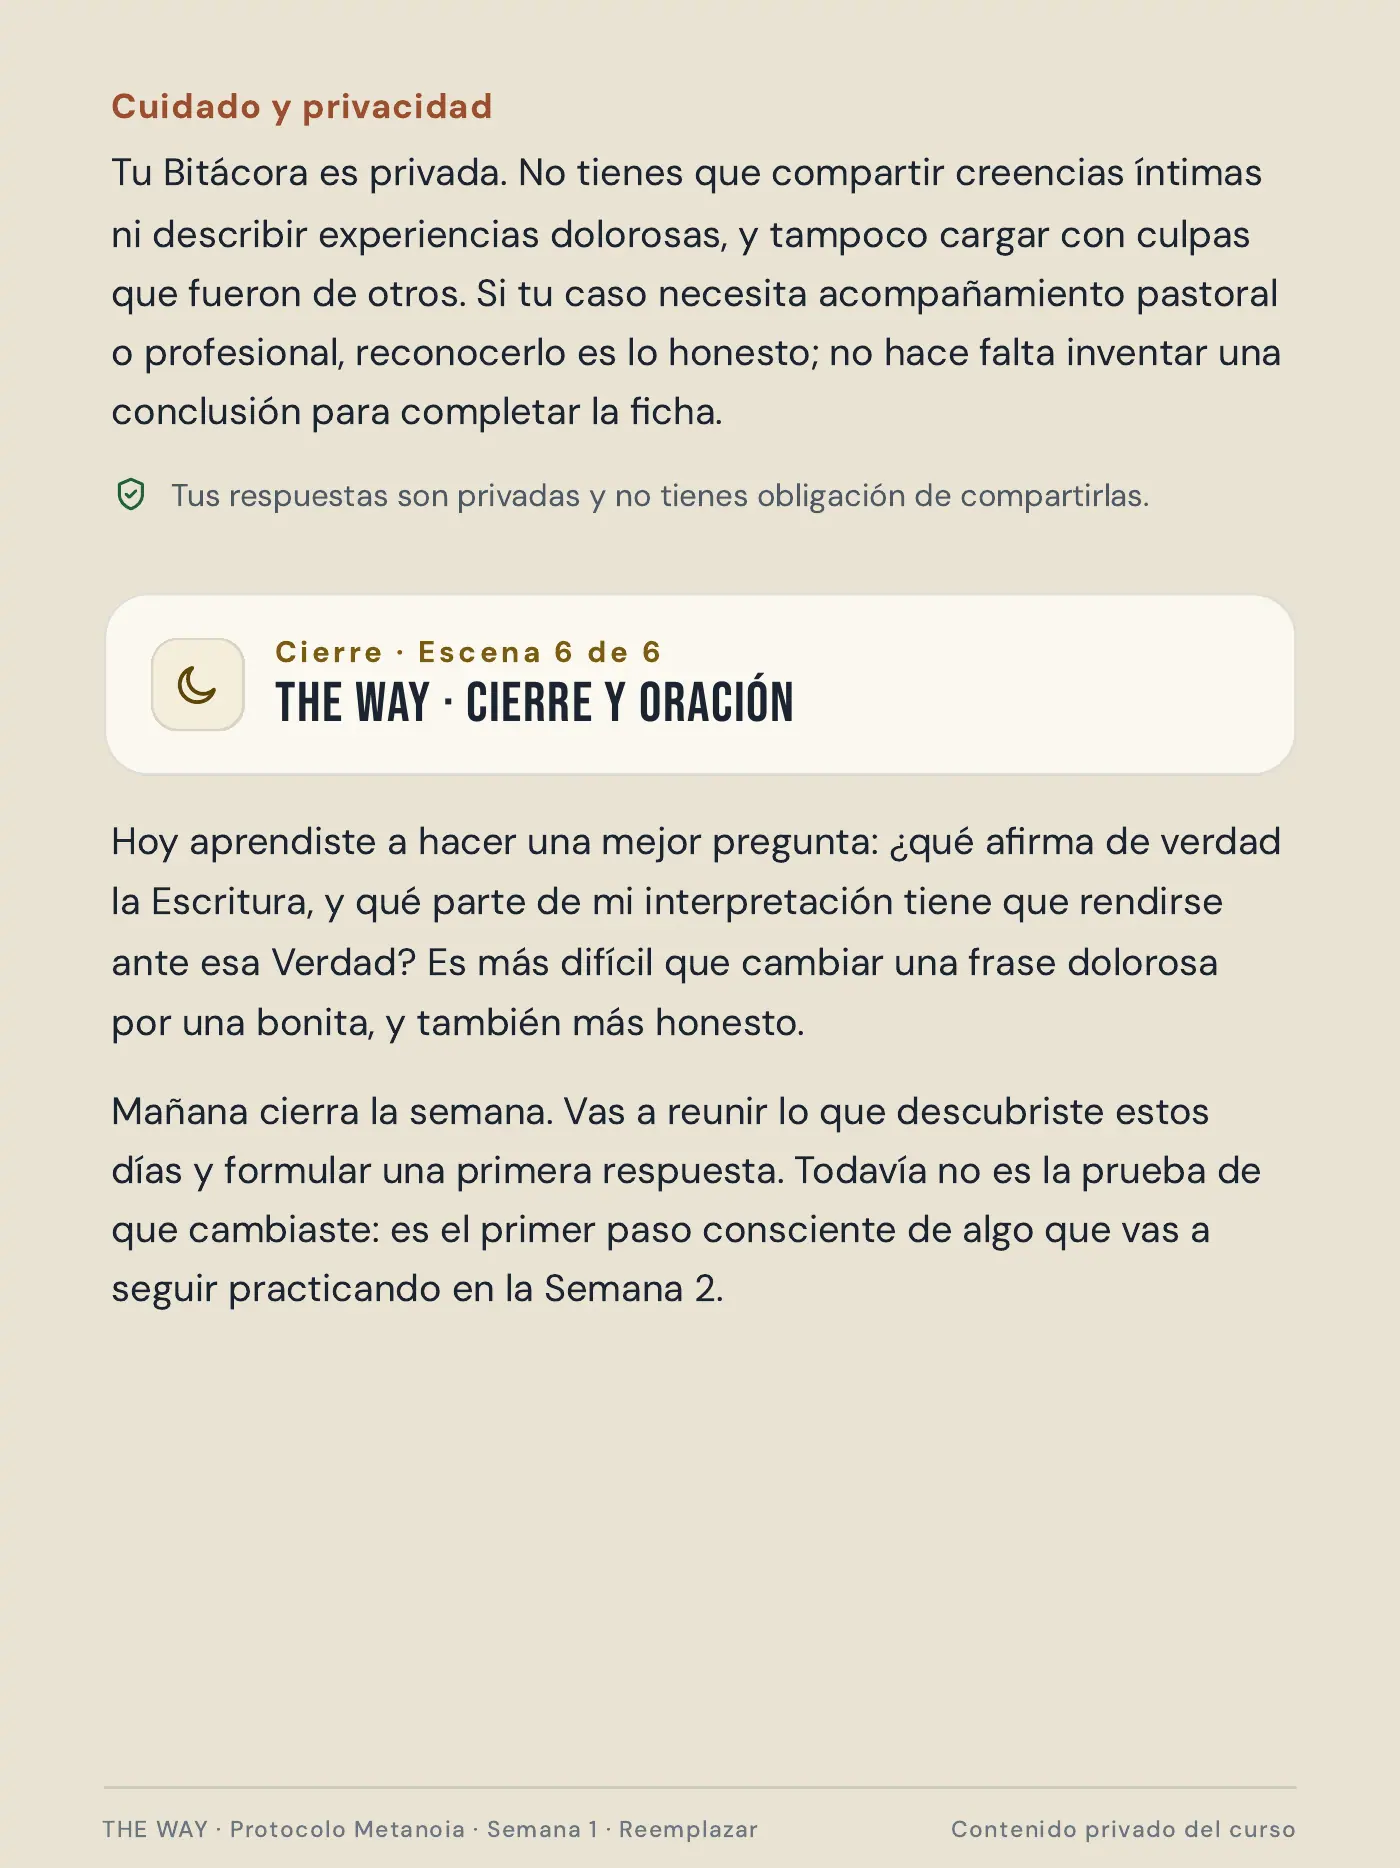 Cuidado y privacidad
Tu Bitácora es privada. No tienes que compartir creencias íntimas
ni describir experiencias dolorosas, y tampoco cargar con culpas
que fueron de otros. Si tu caso necesita acompañamiento pastoral
o profesional, reconocerlo es lo honesto; no hace falta inventar una
conclusión para completar la ficha.
Tus respuestas son privadas y no tienes obligación de compartirlas.
Cierre · Escena 6 de 6
THE WAY · CIERRE Y ORACIÓN
Hoy aprendiste a hacer una mejor pregunta: ¿qué afirma de verdad
la Escritura, y qué parte de mi interpretación tiene que rendirse
ante esa Verdad? Es más difícil que cambiar una frase dolorosa
por una bonita, y también más honesto.
Mañana cierra la semana. Vas a reunir lo que descubriste estos
días y formular una primera respuesta. Todavía no es la prueba de
que cambiaste: es el primer paso consciente de algo que vas a
seguir practicando en la Semana 2.
THE WAY · Protocolo Metanoia · Semana 1 · Reemplazar
Contenido privado del curso